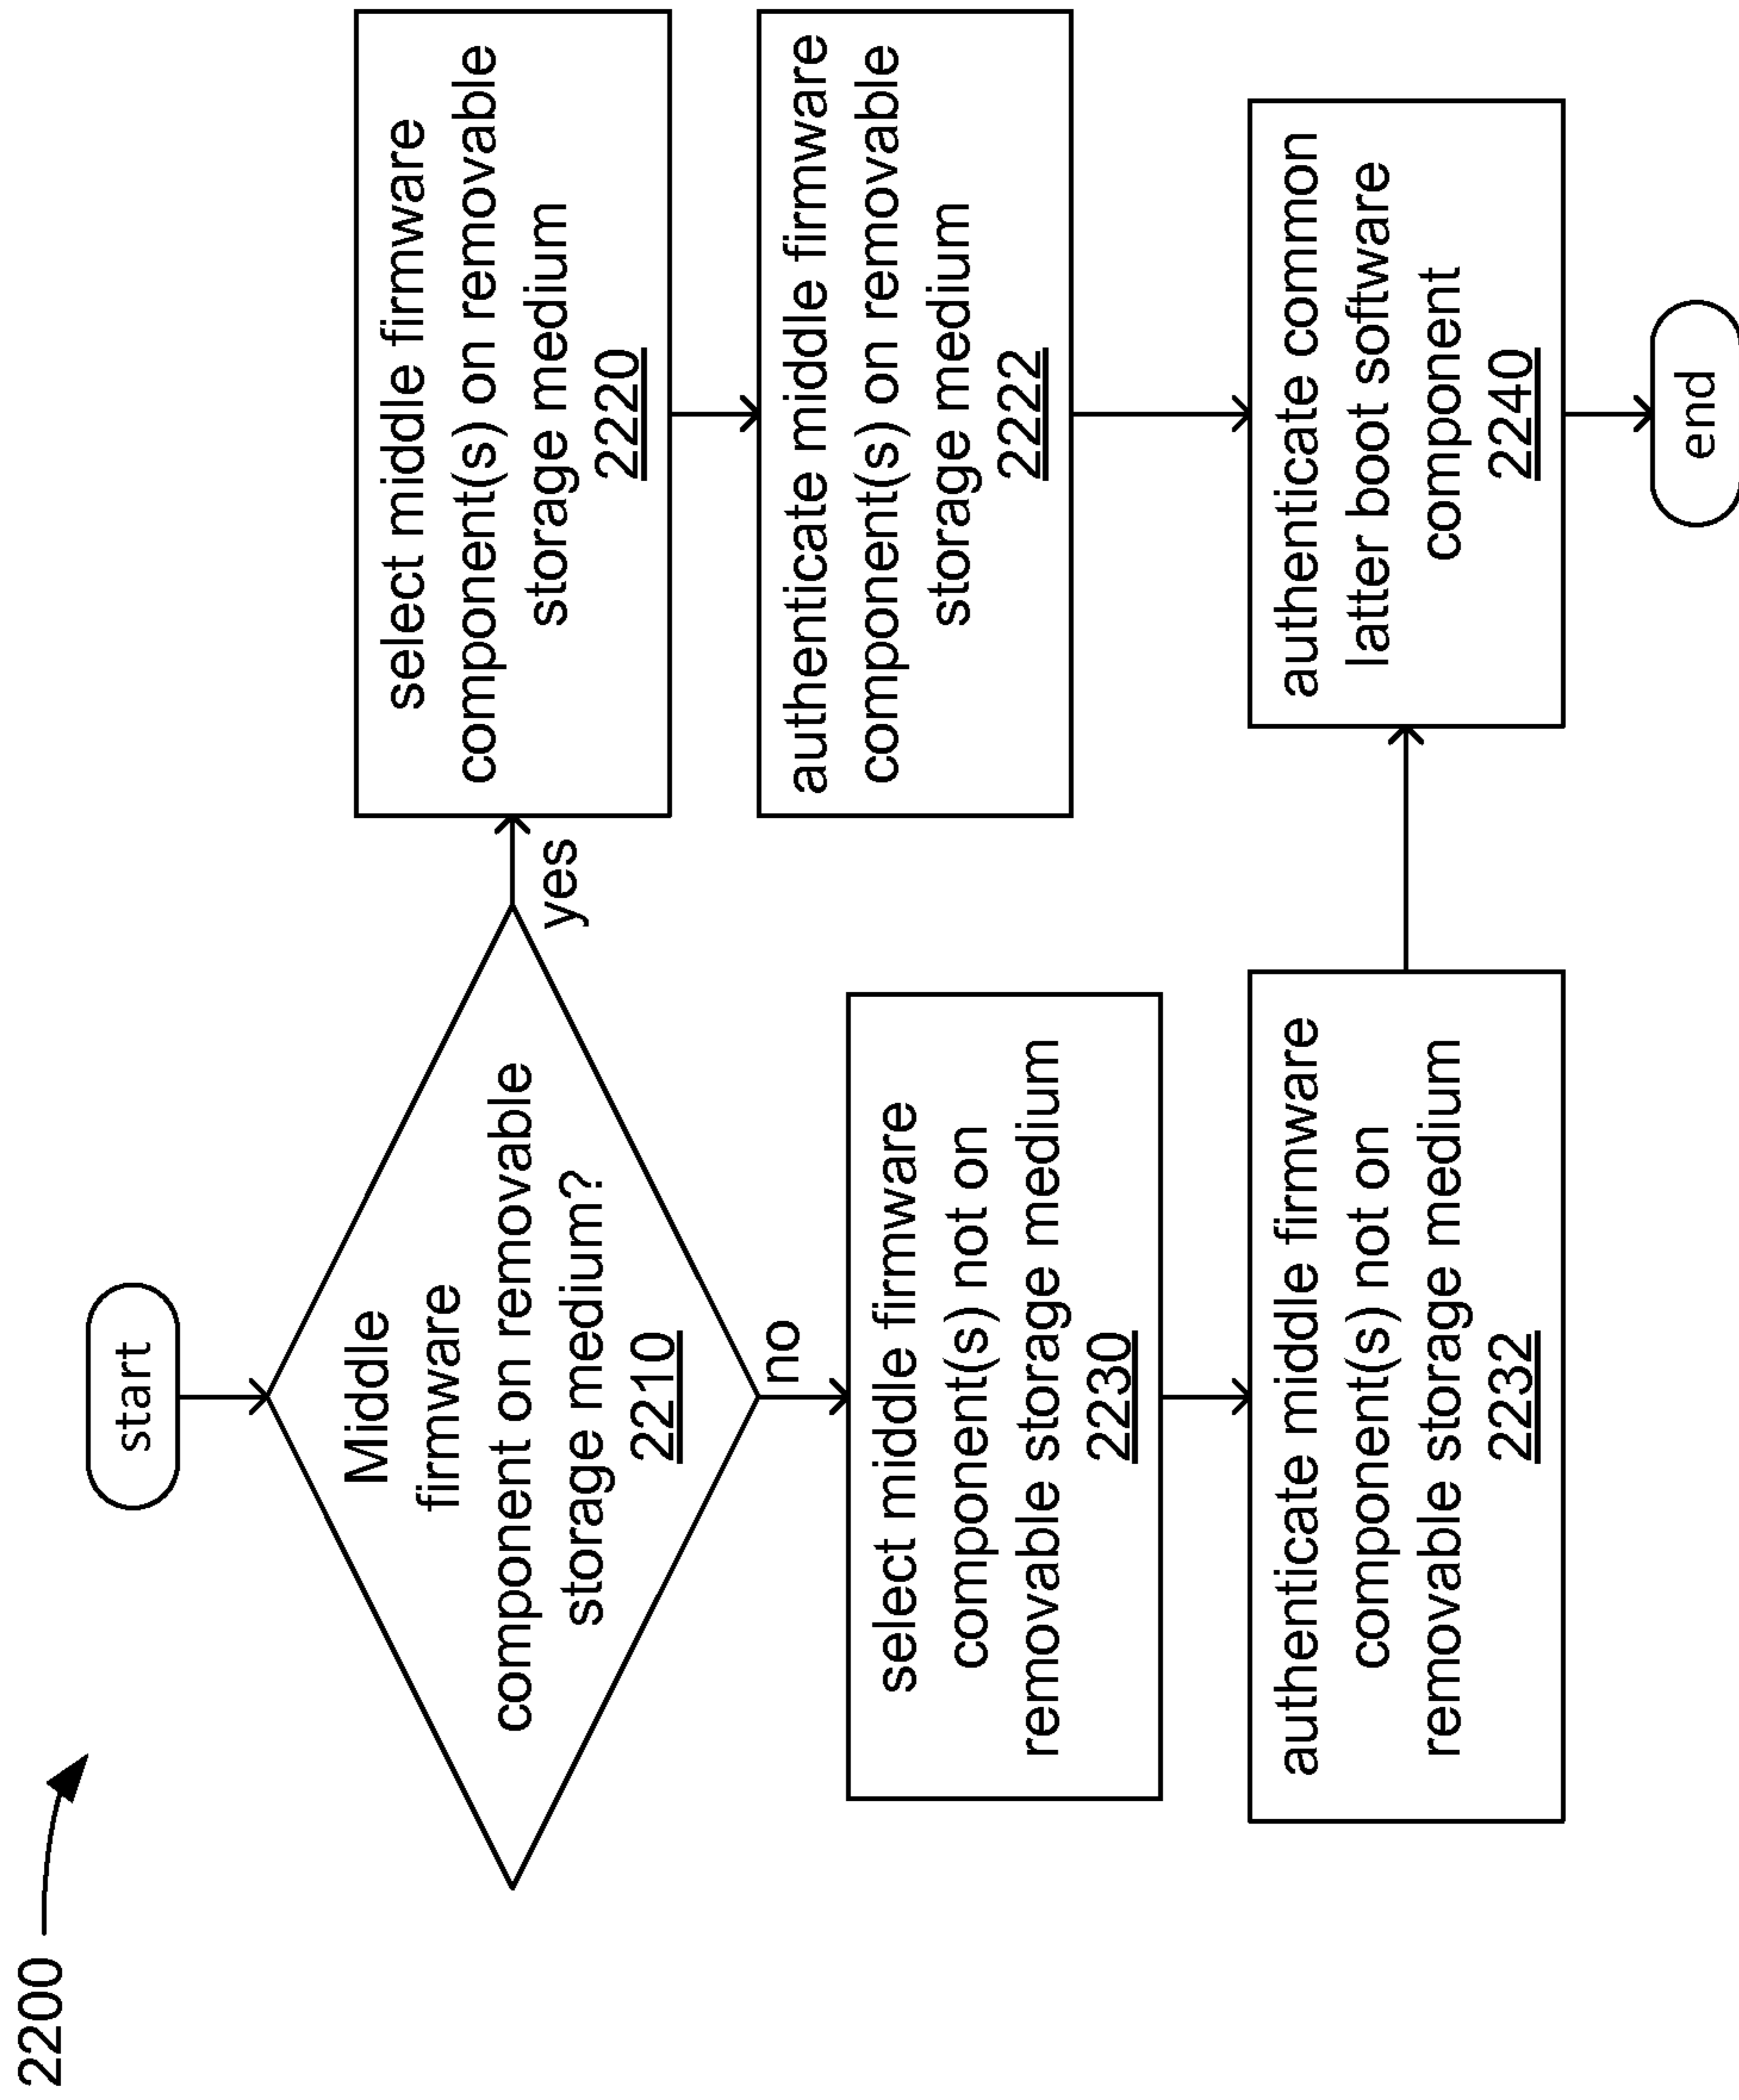 2200
start
Middle
firmware
component on removable
storage medium?
2210
yes
no
select middle firmware
component(s) on removable
storage medium
2220
authenticate middle firmware
component(s) on removable
storage medium
2222
select middle firmware
component(s) not on
removable storage medium
2230
authenticate middle firmware
component(s) not on
removable storage medium
2232
authenticate common
latter boot software
component
2240
end